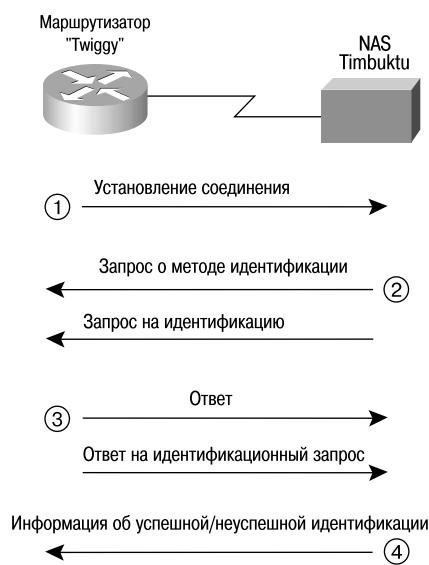 Маршрутизатор
"Twiggy"
NAS
Timbuktu
Установление соединения
1
Запрос о методе идентификации
2
Запрос на идентификацию
Ответ
3
Ответ на идентификационный запрос
Информация об успешной/неуспешной идентификации
4